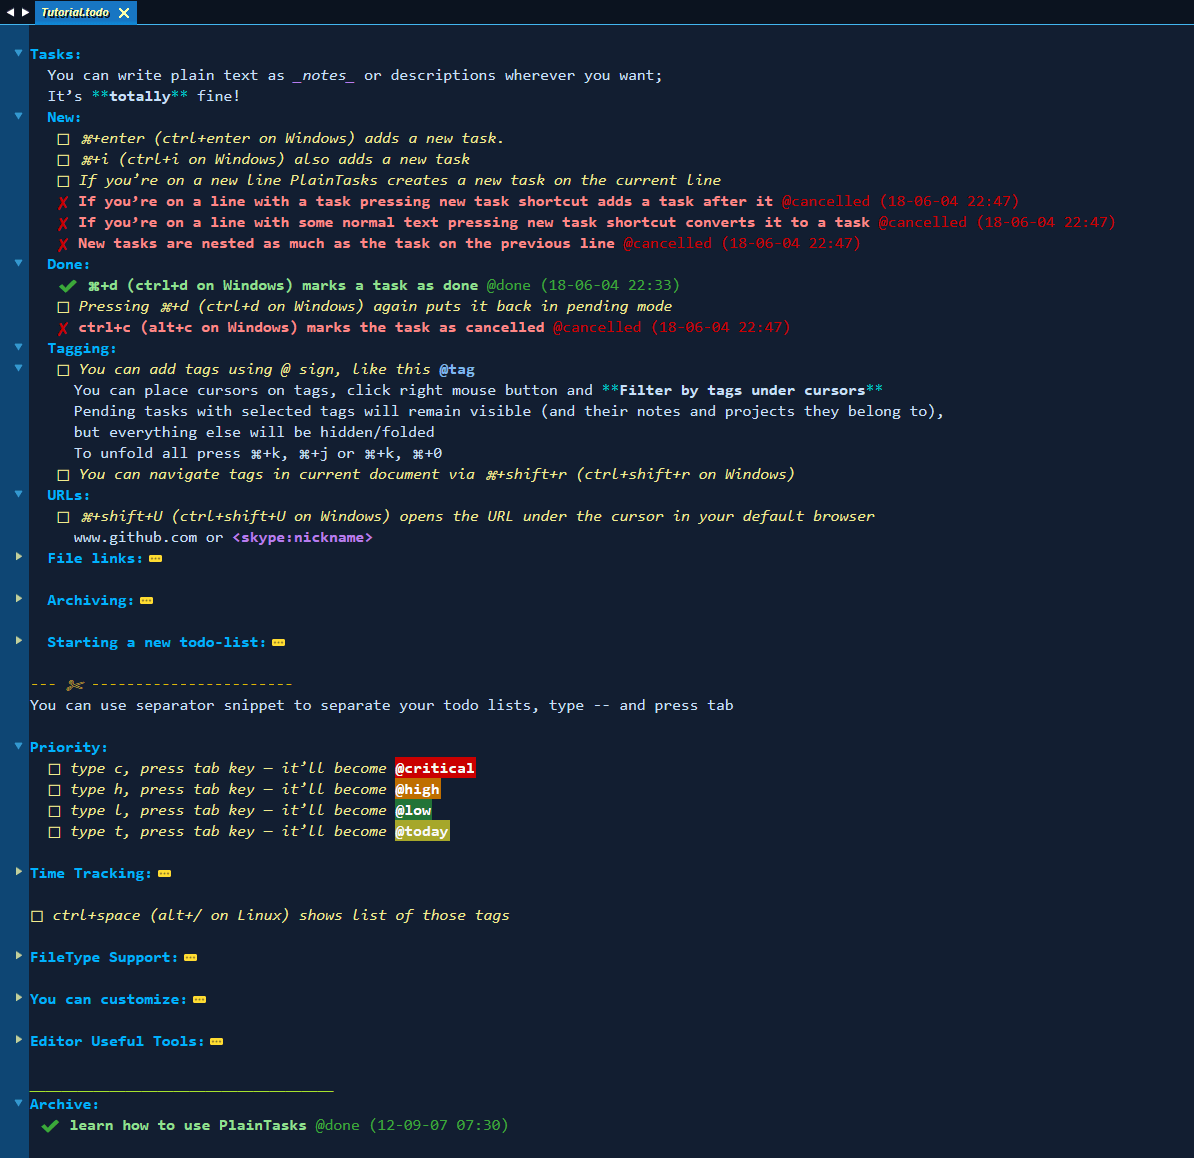 Tutorial.todo
Tasks:
You can write plain text as _notes_ or descriptions wherever you want;
It’s **totally** fine!
New:
☐ ⌘+enter (ctrl+enter on Windows) adds a new task.
☐ ⌘+i (ctrl+i on Windows) also adds a new task
☐ If you’re on a new line PlainTasks creates a new task on the current line
✘ If you’re on a line with a task pressing new task shortcut adds a task after it @cancelled (18-06-04 22:47)
✘ If you’re on a line with some normal text pressing new task shortcut converts it to a task @cancelled (18-06-04 22:47)
✘ New tasks are nested as much as the task on the previous line @cancelled (18-06-04 22:47)
Done:
✔ ⌘+d (ctrl+d on Windows) marks a task as done @done (18-06-04 22:33)
☐ Pressing ⌘+d (ctrl+d on Windows) again puts it back in pending mode
✘ ctrl+c (alt+c on Windows) marks the task as cancelled @cancelled (18-06-04 22:47)
Tagging:
☐ You can add tags using @ sign, like this @tag
You can place cursors on tags, click right mouse button and **Filter by tags under cursors**
Pending tasks with selected tags will remain visible (and their notes and projects they belong to),
but everything else will be hidden/folded
To unfold all press ⌘+k, ⌘+j or ⌘+k, ⌘+0
☐ You can navigate tags in current document via ⌘+shift+r (ctrl+shift+r on Windows)
URLs:
☐ ⌘+shift+U (ctrl+shift+U on Windows) opens the URL under the cursor in your default browser
www.github.com or <skype:nickname>
File links:
Archiving:
Starting a new todo-list:
--- ✄ -----------------------
You can use separator snippet to separate your todo lists, type -- and press tab
Priority:
☐ type c, press tab key — it’ll become @critical
☐ type h, press tab key — it’ll become @high
☐ type l, press tab key — it’ll become @low
☐ type t, press tab key — it’ll become @today
Time Tracking:
☐ ctrl+space (alt+/ on Linux) shows list of those tags
FileType Support:
You can customize:
Editor Useful Tools:
Archive:
✔ learn how to use PlainTasks @done (12-09-07 07:30)